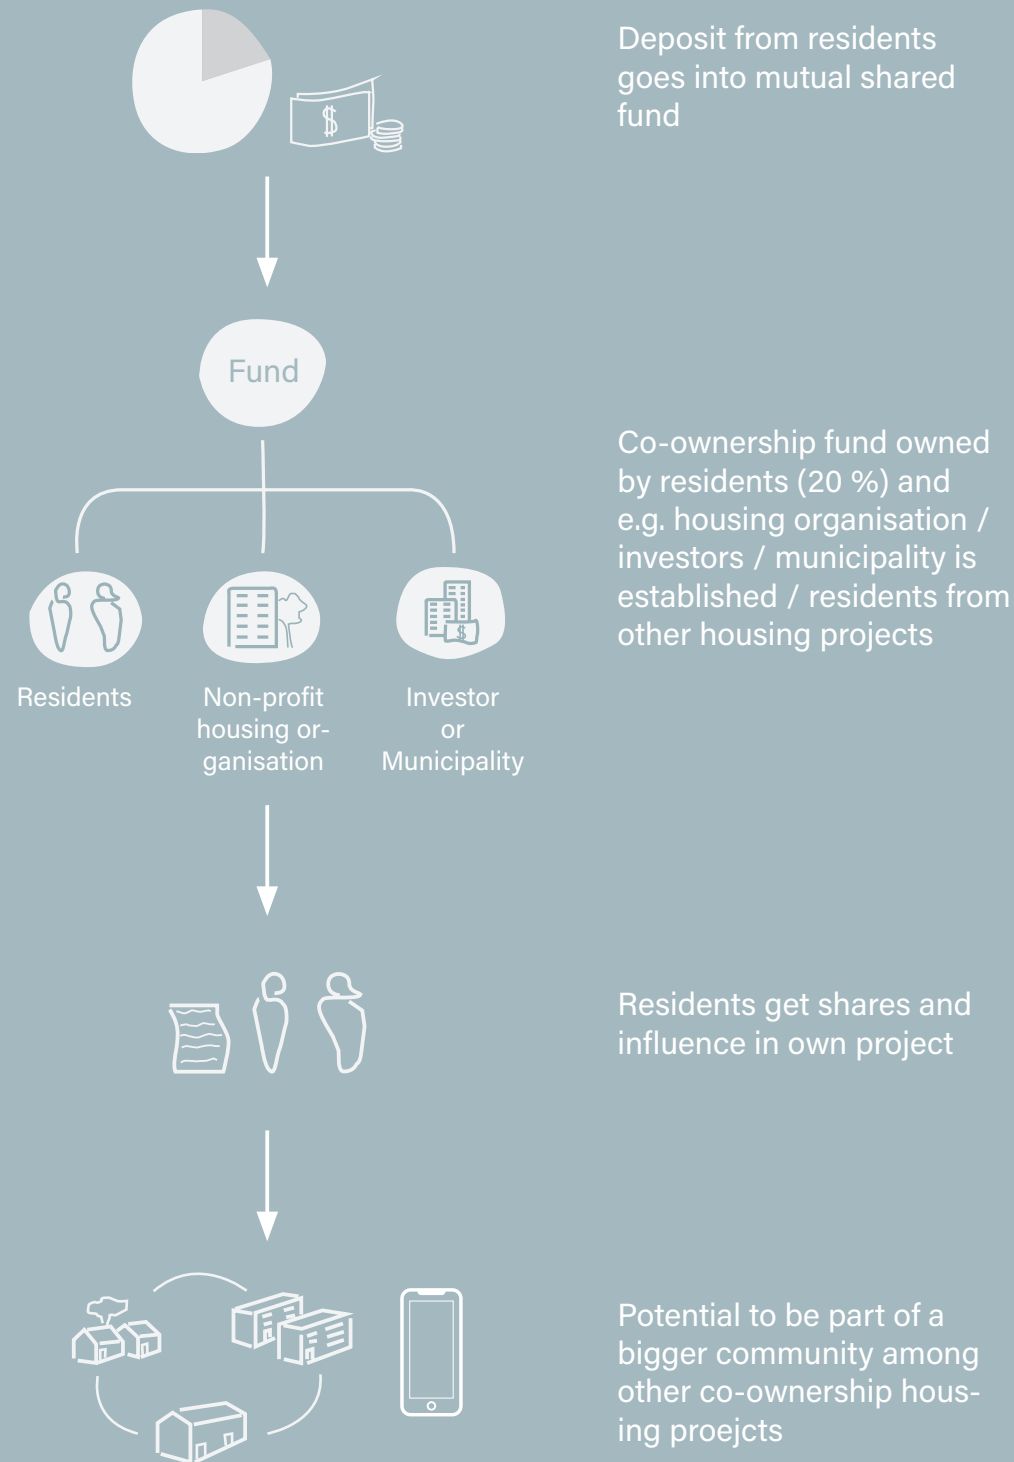 Deposit from residents
goes into mutual shared
fund
$
Fund
Co-ownership fund owned
by residents (20 %) and
e.g. housing organisation /
investors / municipality is
established / residents from
other housing projects
$
Residents
Non-profit
housing or-
ganisation
Investor
or
Municipality
Residents get shares and
influence in own project
Potential to be part of a
bigger community among
other co-ownership hous-
ing proejcts